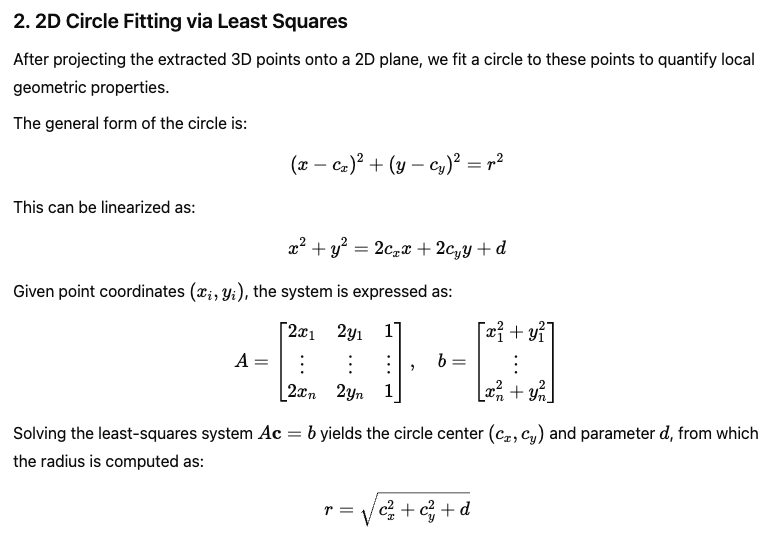 2. 2D Circle Fitting via Least Squares
After projecting the extracted 3D points onto a 2D plane, we fit a circle to these points to quantify local
geometric properties.
The general form of the circle is:
(x − c_x)² + (y − c_y)² = r²
This can be linearized as:
x² + y² = 2c_x x + 2c_y y + d
Given point coordinates (x_i, y_i), the system is expressed as:
A = [2x_1 2y_1 1; ⋮ ⋮ ⋮; 2x_n 2y_n 1], b = [x_1² + y_1²; ⋮; x_n² + y_n²]
Solving the least-squares system Ac = b yields the circle center (c_x, c_y) and parameter d, from which
the radius is computed as:
r = √(c_x² + c_y² + d)